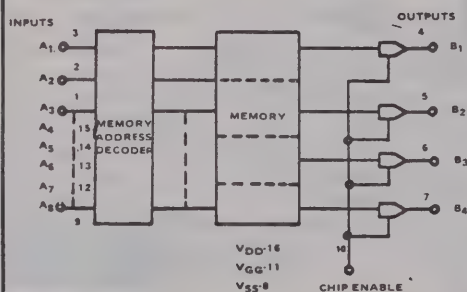 INPUTS
OUTPUTS
A1 3
4 B1
A2 2
A3 1
5 B2
A4 15
MEMORY
ADDRESS
DECODER
MEMORY
A5 14
A6 13
6 B3
A7 12
A8 9
7 B4
10
VDD-16
VGG-11
VSS-8
CHIP ENABLE